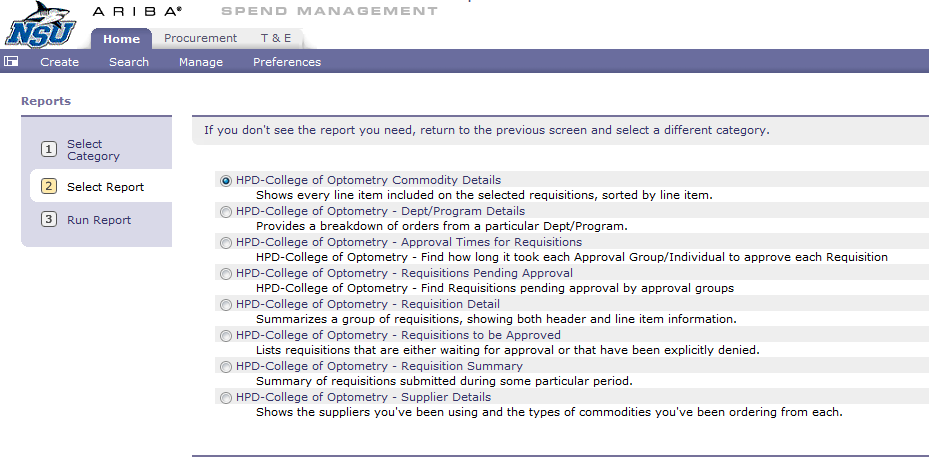 NSU
ARIBA® SPEND MANAGEMENT
Home Procurement T & E
Create Search Manage Preferences
Reports
If you don't see the report you need, return to the previous screen and select a different category.
1 Select
Category
2 Select Report
3 Run Report
HPD-College of Optometry Commodity Details
Shows every line item included on the selected requisitions, sorted by line item.
HPD-College of Optometry - Dept/Program Details
Provides a breakdown of orders from a particular Dept/Program.
HPD-College of Optometry - Approval Times for Requisitions
HPD-College of Optometry - Find how long it took each Approval Group/Individual to approve each Requisition
HPD-College of Optometry - Requisitions Pending Approval
HPD-College of Optometry - Find Requisitions pending approval by approval groups
HPD-College of Optometry - Requisition Detail
Summarizes a group of requisitions, showing both header and line item information.
HPD-College of Optometry - Requisitions to be Approved
Lists requisitions that are either waiting for approval or that have been explicitly denied.
HPD-College of Optometry - Requisition Summary
Summary of requisitions submitted during some particular period.
HPD-College of Optometry - Supplier Details
Shows the suppliers you've been using and the types of commodities you've been ordering from each.